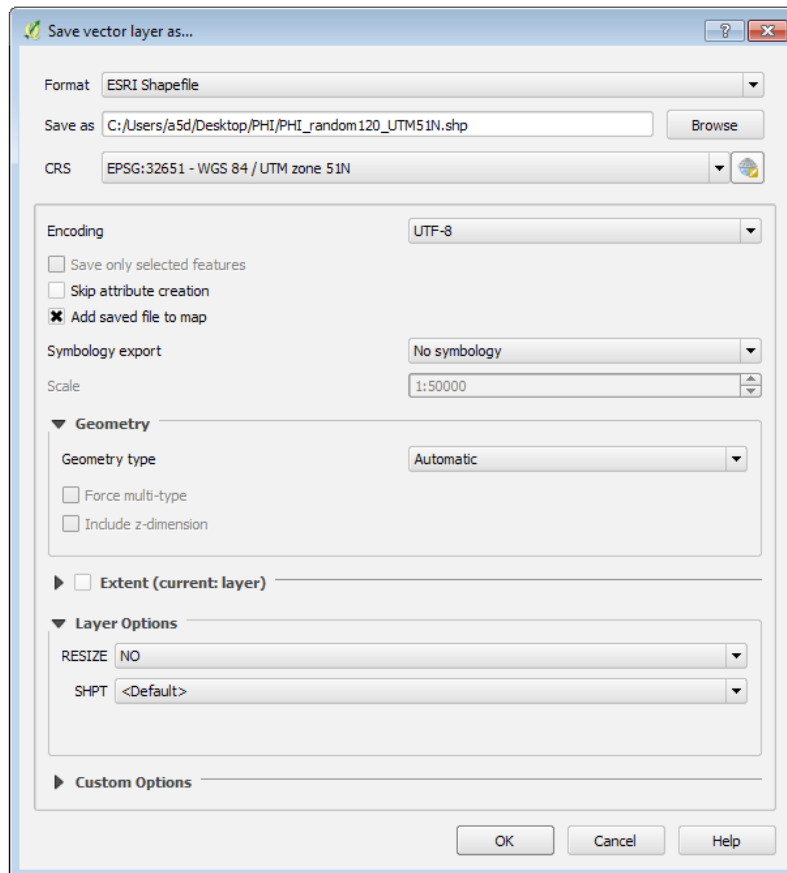 Save vector layer as...
Format ESRI Shapefile
Save as C:/Users/a5d/Desktop/PHI/PHI_random120_UTM51N.shp Browse
CRS EPSG:32651 - WGS 84 / UTM zone 51N
Encoding UTF-8
Save only selected features
Skip attribute creation
Add saved file to map
Symbology export No symbology
Scale 1:50000
Geometry
Geometry type Automatic
Force multi-type
Include z-dimension
Extent (current: layer)
Layer Options
RESIZE NO
SHPT <Default>
Custom Options
OK Cancel Help